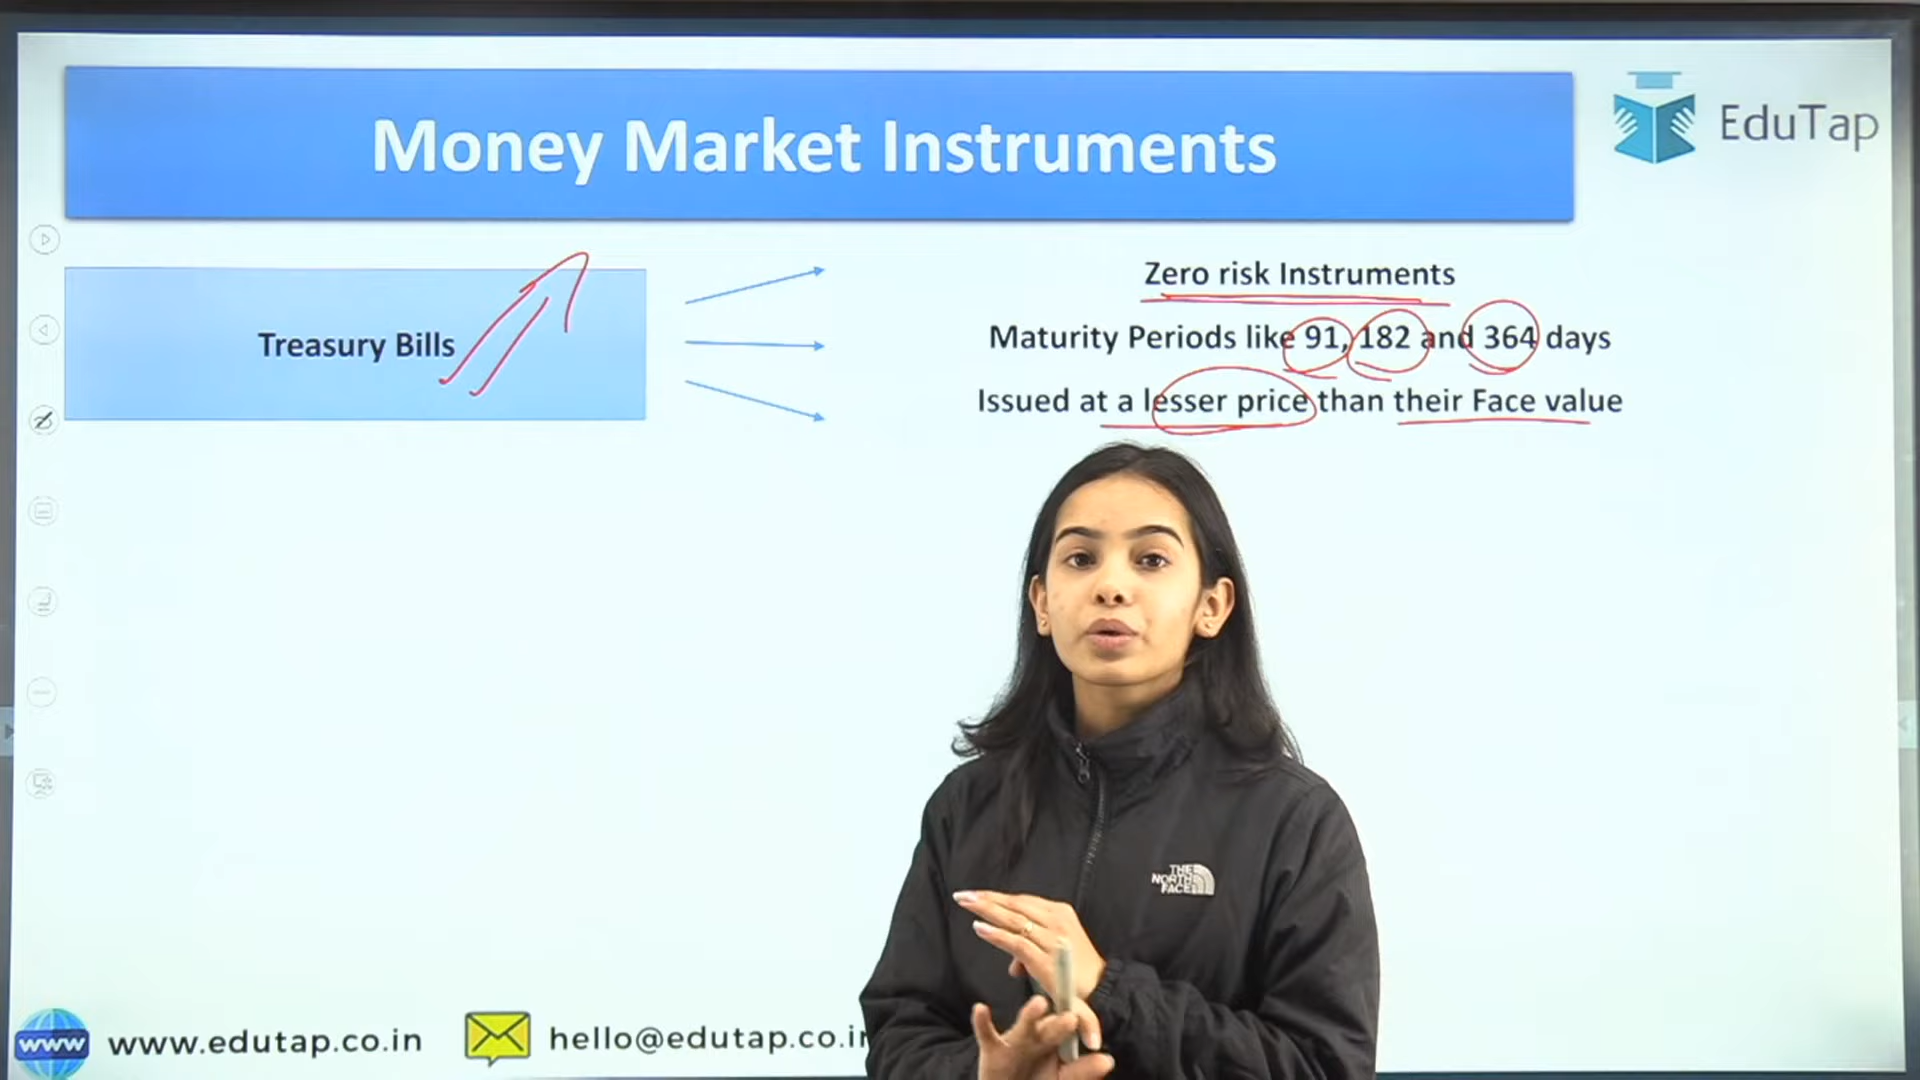 Money Market Instruments
EduTap
Treasury Bills
Zero risk Instruments
Maturity Periods like 91, 182 and 364 days
Issued at a lesser price than their Face value
THE
NORTH
FACE
www
www.edutap.co.in
hello@edutap.co.in